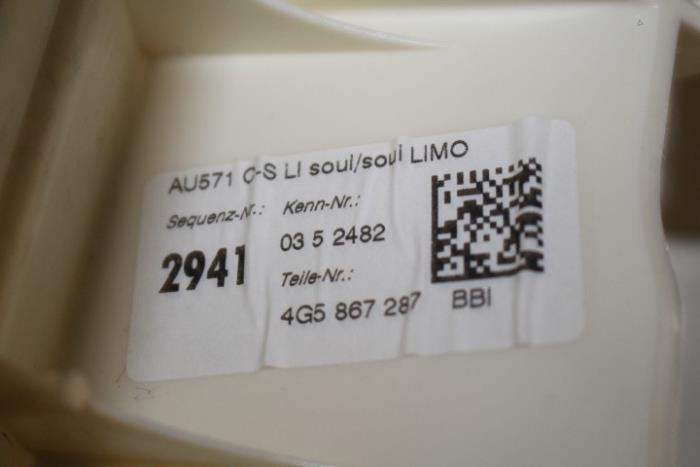 AU571 C-S LI soul/soul LIMO
Sequenz-Nr.: Kenn-Nr.:
2941 03 5 2482
Teile-Nr.:
4G5 867 287 BBI